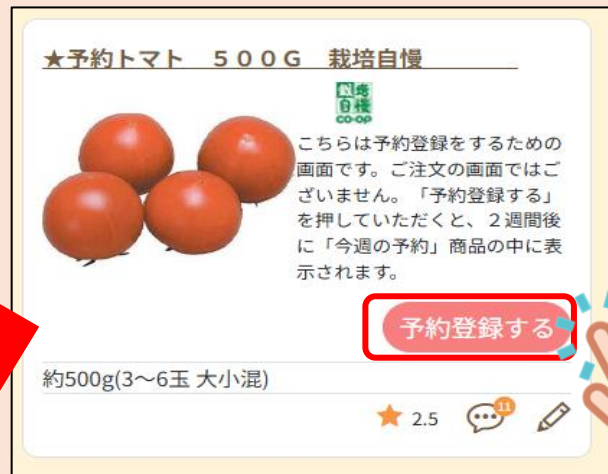 ★予約トマト　５００Ｇ　栽培自慢
栽培
自慢
CO-OP
こちらは予約登録をするための
画面です。ご注文の画面ではご
ざいません。「予約登録する」
を押していただくと、２週間後
に「今週の予約」商品の中に表
示されます。
予約登録する
約500g(3～6玉 大小混)
2.5
11